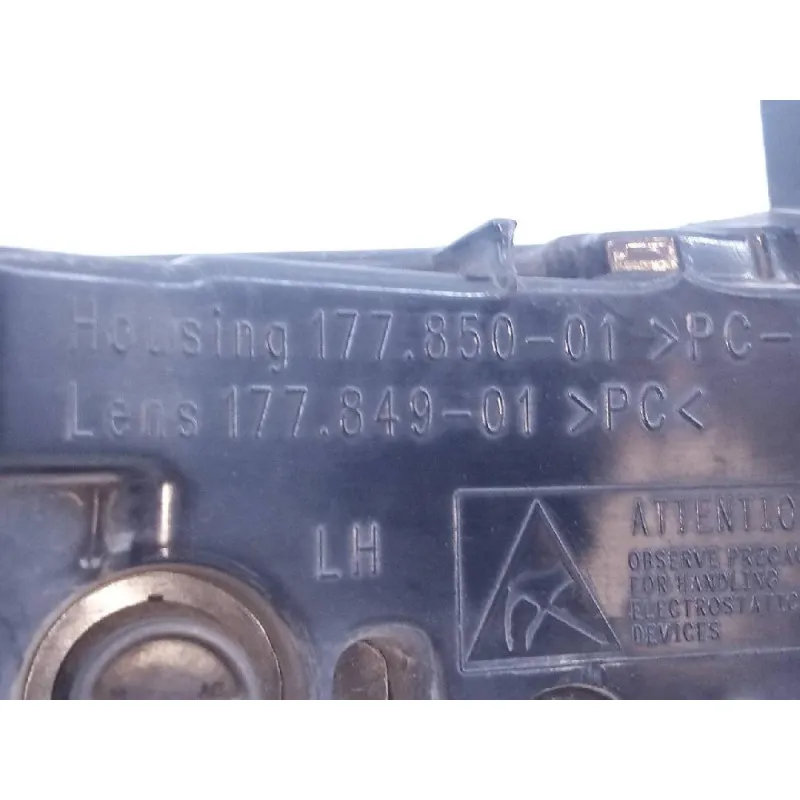 Housing 177.850-01 >PC-
Lens 177.849-01 >PC<
LH
ATTENTIO
OBSERVE PRECA
FOR HANDLING
ELECTROSTATIC
DEVICES